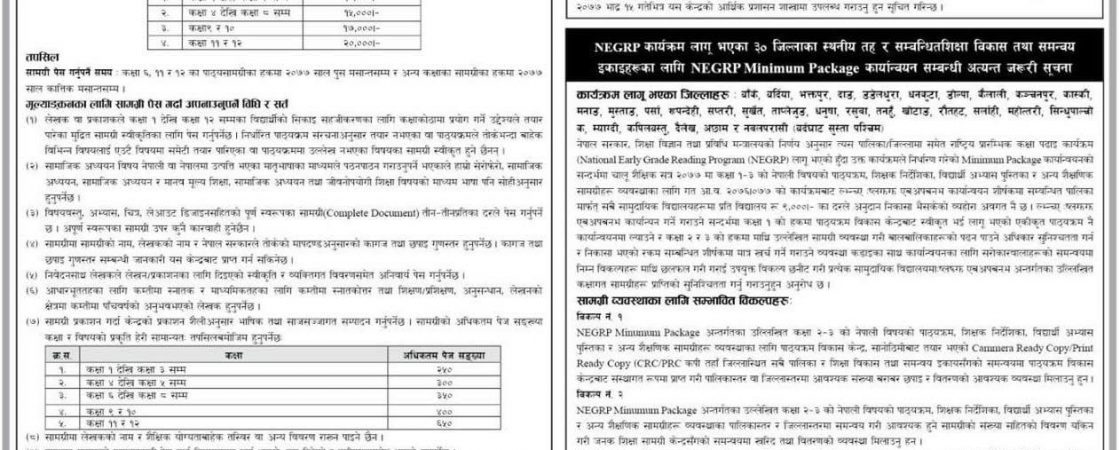 २. कक्षा ४ देखि कक्षा ८ सम्म १५,०००/-
३. कक्षा९ र १० १७,०००/-
४. कक्षा ११ र १२ २०,०००/-
तपसिल
सामग्री पेस गर्नुपर्ने समय : कक्षा ६, ११ र १२ का पाठ्यसामग्रीका हकमा २०७७ साल पुस मसान्तसम्म र अन्य कक्षाका सामग्रीका हकमा २०७७
साल कात्तिक मसान्तसम्म ।
मूल्याङ्कनका लागि सामग्री पेस गर्दा अपनाउनुपर्ने विधि र सर्त
(१) लेखक वा प्रकाशकले कक्षा १ देखि कक्षा १२ सम्मका विद्यार्थीको सिकाइ सहजीकरणका लागि कक्षाकोठामा प्रयोग गर्ने उद्देश्यले तयार
पारेका मुद्रित सामग्री स्वीकृतिका लागि पेस गर्नुपर्नेछ । निर्धारित पाठ्यक्रम संरचनाअनुसार तयार नभएका वा पाठ्यक्रमले तोकेभन्दा बाहेक
विभिन्न विषयलाई एउटै विषयमा समेटी तयार पारिएका वा पाठ्यक्रममा उल्लेख नभएका विषयका सामग्री स्वीकृत हुने छैनन् ।
(२) सामाजिक अध्ययन विषय नेपाली वा नेपालमा उत्पत्ति भएका मातृभाषाका माध्यमले पठनपाठन गराउनुपर्ने भएकाले हाम्रो सेरोफेरो, सामाजिक
अध्ययन, सामाजिक अध्ययन र मानव मूल्य शिक्षा, सामाजिक अध्ययन तथा जीवनोपयोगी शिक्षा विषयको माध्यम भाषा पनि सोहीअनुसार
हुनुपर्नेछ ।
(३) विषयवस्तु, अभ्यास, चित्र, लेआउट डिजाइनसहितको पूर्ण स्वरूपका सामग्री(Complete Document) तीन-तीनप्रतिका दरले पेस गर्नुपर्ने
छ । अपूर्ण स्वरूपका सामग्री उपर कुनै कारवाही हुनेछैन ।
(४) सामग्रीमा सामग्रीको नाम, लेखकको नाम र नेपाल सरकारले तोकेको मापदण्डअनुसारको कागज तथा छपाइ गुणस्तर हुनुपर्नेछ । कागज तथा
छपाइ गुणस्तर सम्बन्धी जानकारी यस केन्द्रबाट प्राप्त गर्न सकिनेछ ।
(५) निवेदनसाथ लेखकले लेखन/प्रकाशनका लागि दिइएको स्वीकृति र व्यक्तिगत विवरणसमेत अनिवार्य पेस गर्नुपर्नेछ ।
(६) आधारभूततहका लागि कम्तीमा स्नातक र माध्यमिकतहका लागि कम्तीमा स्नातकोत्तर तथा शिक्षण/प्रशिक्षण, अनुसन्धान, लेखनको
क्षेत्रमा कम्तीमा पाँचवर्षको अनुभवभएको लेखक हुनुपर्नेछ ।
(७) सामग्री प्रकाशन गर्दा केन्द्रको प्रकाशन शैलीअनुसार भाषिक तथा साजसज्जागत सम्पादन गर्नुपर्नेछ । सामग्रीको अधिकतम पेज सङ्ख्या
कक्षा र विषयको प्रकृति हेरी सामान्यतः तपसिलबमोजिम हुनुपर्नेछः
क्र.स. कक्षा अधिकतम पेज सङ्ख्या
१. कक्षा १ देखि कक्षा ३ सम्म २५०
२. कक्षा ४ देखि कक्षा ५ सम्म ३००
३. कक्षा ६ देखि कक्षा ८ सम्म ३५०
४. कक्षा ९ र १० ४००
५. कक्षा ११ र १२ ६५०
(८) सामग्रीमा लेखकको नाम र शैक्षिक योग्यताबाहेक तस्बिर वा अन्य विवरण राख्न पाइने छैन ।
२०७७ भाद्र १५ गतेभित्र यस केन्द्रको आर्थिक प्रशासन शाखामा उपलब्ध गराउनु हुन सूचित गरिन्छ ।
NEGRP कार्यक्रम लागू भएका ३० जिल्लाका स्थानीय तह र सम्बन्धितशिक्षा विकास तथा समन्वय
इकाइहरूका लागि NEGRP Minimum Package कार्यान्वयन सम्बन्धी अत्यन्त जरूरी सूचना
कार्यक्रम लागू भएका जिल्लाहरू : बाँके, बर्दिया, भक्तपुर, दाङ, डडेलधुरा, धनकुटा, डोल्पा, कैलाली, कञ्चनपुर, कास्की,
मनाङ, मुस्ताङ, पर्सा, रूपन्देही, सप्तरी, सुर्खेत, ताप्लेजुङ, धनुषा, रसुवा, तनहुँ, खोटाङ, रौतहट, सर्लाही, महोत्तरी, सिन्धुपाल्चो
क, म्याग्दी, कपिलवस्तु, दैलेख, अछाम र नवलपरासी (बर्दघाट सुस्ता पश्चिम)
नेपाल सरकार, शिक्षा विज्ञान तथा प्रविधि मन्त्रालयको निर्णय अनुसार त्यस पालिका/जिल्लामा समेत राष्ट्रिय प्रारम्भिक कक्षा पढाइ कार्यक्रम
(National Early Grade Reading Program (NEGRP) लागू भएको हुँदा उक्त कार्यक्रमले निर्धारण गरेको Minimum Package कार्यान्वयनको
सन्दर्भमा चालू शैक्षिक सत्र २०७७ मा कक्षा १-३ को नेपाली विषयको पाठ्यक्रम, शिक्षक निर्देशिका, विद्यार्थी अभ्यास पुस्तिका र अन्य शैक्षणिक
सामग्रीहरू व्यवस्थाका लागि गत आ.व. २०७६/०७७ को कार्यक्रमबाट ल्भ्न्च् एबअपबनभ कार्यान्वयन शीर्षकमा सम्बन्धित पालिका
मार्फत् सबै सामुदायिक विद्यालयहरूमा प्रति विद्यालय रू ९,०००/- का दरले अनुदान निकासा भैसकेको व्यहोरा अवगत नै छ ।
एबअपबनभ कार्यान्वयन गर्ने गराउने सन्दर्भमा कक्षा १ को हकमा पाठ्यक्रम विकास केन्द्रबाट स्वीकृत भई लागू भएको एकीकृत पाठ्यक्रम नै
कार्यान्वयनमा ल्याउने र कक्षा २ र ३ को हकमा माथि उल्लेखित सामग्री व्यवस्था गरी बालबालिकाहरूको पढ्न पाउने अधिकार सुनिश्चतता गर्न
र निकासा भएको रकम सम्बन्धित शीर्षकमा मात्र खर्च गर्ने गराउने व्यवस्था कडाइका साथ कार्यान्वयनका लागि सरोकारवालाहरूको समन्वयमा
निम्न विकल्पहरू माथि छलफल गरी गराई उपयुक्त विकल्प छनौट गरी प्रत्येक सामुदायिक विद्यालयमा एबअपबनभ अन्तर्गतका उल्लिखित
कक्षागत सामग्रीहरू प्राप्तिको सुनिश्चितता गर्नु गराउनुहुन अनुरोध छ ।
सामग्री व्यवस्थाका लागि सम्भावित विकल्पहरूः
विकल्प नं. १
NEGRP Minumum Package अन्तर्गतका उल्लिखित कक्षा २-३ को नेपाली विषयको पाठ्यक्रम, शिक्षक निर्देशिका, विद्यार्थी अभ्यास
पुस्तिका र अन्य शैक्षणिक सामग्रीहरू व्यवस्थाका लागि पाठ्यक्रम विकास केन्द्र, सानोठिमीबाट तयार भएको Cammera Ready Copy/Print
Ready Copy (CRC/PRC कपी तहाँ जिल्लास्थित सबै पालिका र शिक्षा विकास तथा समन्वय इकायसँगको समन्वयमा पाठ्यक्रम विकास
केन्द्रबाट संस्थागत रूपमा प्राप्त गरी पालिकास्तर वा जिल्लास्तरमा आवश्यक संख्या बराबर छपाइ र वितरणको आवश्यक व्यवस्था मिलाउनु हुन ।
विकल्प नं. २
NEGRP Minumum Package अन्तर्गतका उल्लिखित कक्षा २-३ को नेपाली विषयको पाठ्यक्रम, शिक्षक निर्देशिका, विद्यार्थी अभ्यास पुस्तिका
र अन्य शैक्षणिक सामग्रीहरू व्यवस्थाका पालिकास्तर र जिल्लास्तरमा समन्वय गरी आवश्यक हुने सामग्रीको संख्या सहितको विवरण यकिन
गरी जनक शिक्षा सामग्री केन्द्रसँगको समन्वयमा खरिद तथा वितरणको व्यवस्था मिलाउनु हुन ।